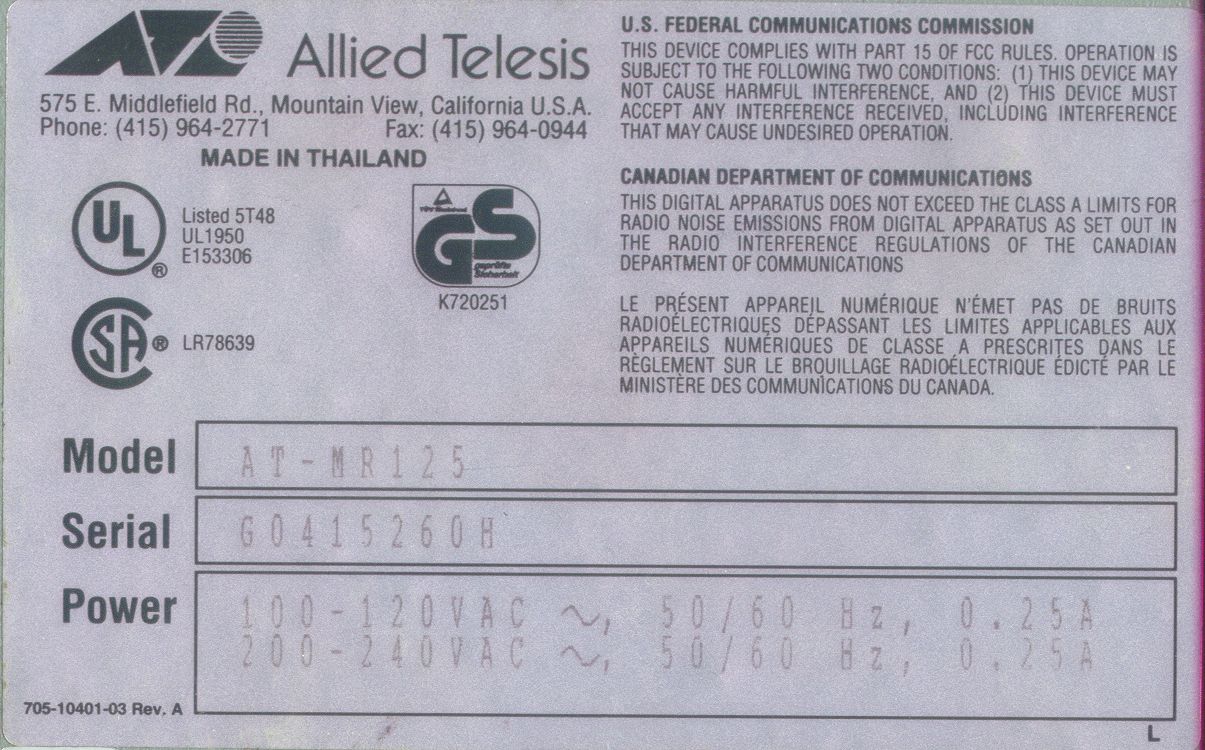 Allied Telesis
575 E. Middlefield Rd., Mountain View, California U.S.A.
Phone: (415) 964-2771 Fax: (415) 964-0944
MADE IN THAILAND
UL ®
Listed 5T48
UL1950
E153306
GS
geprüfte
Sicherheit
K720251
CSA ® LR78639
U.S. FEDERAL COMMUNICATIONS COMMISSION
THIS DEVICE COMPLIES WITH PART 15 OF FCC RULES. OPERATION IS
SUBJECT TO THE FOLLOWING TWO CONDITIONS: (1) THIS DEVICE MAY
NOT CAUSE HARMFUL INTERFERENCE, AND (2) THIS DEVICE MUST
ACCEPT ANY INTERFERENCE RECEIVED, INCLUDING INTERFERENCE
THAT MAY CAUSE UNDESIRED OPERATION.
CANADIAN DEPARTMENT OF COMMUNICATIONS
THIS DIGITAL APPARATUS DOES NOT EXCEED THE CLASS A LIMITS FOR
RADIO NOISE EMISSIONS FROM DIGITAL APPARATUS AS SET OUT IN
THE RADIO INTERFERENCE REGULATIONS OF THE CANADIAN
DEPARTMENT OF COMMUNICATIONS
LE PRÉSENT APPAREIL NUMÉRIQUE N'ÉMET PAS DE BRUITS
RADIOÉLECTRIQUES DÉPASSANT LES LIMITES APPLICABLES AUX
APPAREILS NUMÉRIQUES DE CLASSE A PRESCRITES DANS LE
RÈGLEMENT SUR LE BROUILLAGE RADIOÉLECTRIQUE ÉDICTÉ PAR LE
MINISTÈRE DES COMMUNICATIONS DU CANADA.
Model AT-MR125
Serial G0415260H
Power 100-120VAC ~, 50/60 Hz, 0.25A
200-240VAC ~, 50/60 Hz, 0.25A
705-10401-03 Rev. A
L